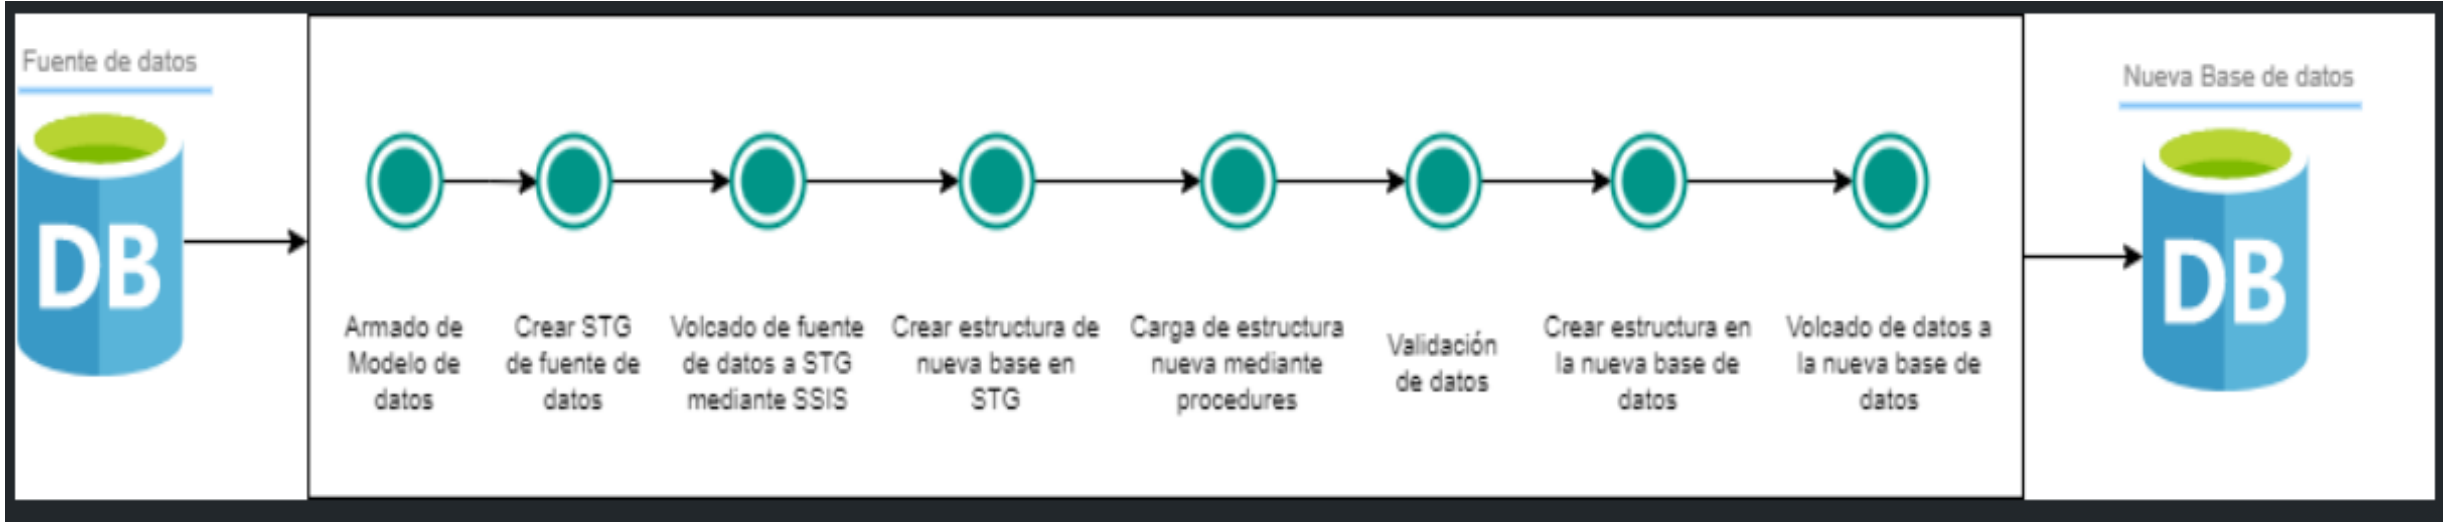 Fuente de datos
DB
Armado de
Modelo de
datos
Crear STG
de fuente de
datos
Volcado de fuente
de datos a STG
mediante SSIS
Crear estructura de
nueva base en
STG
Carga de estructura
nueva mediante
procedures
Validación
de datos
Crear estructura en
la nueva base de
datos
Volcado de datos a
la nueva base de
datos
Nueva Base de datos
DB